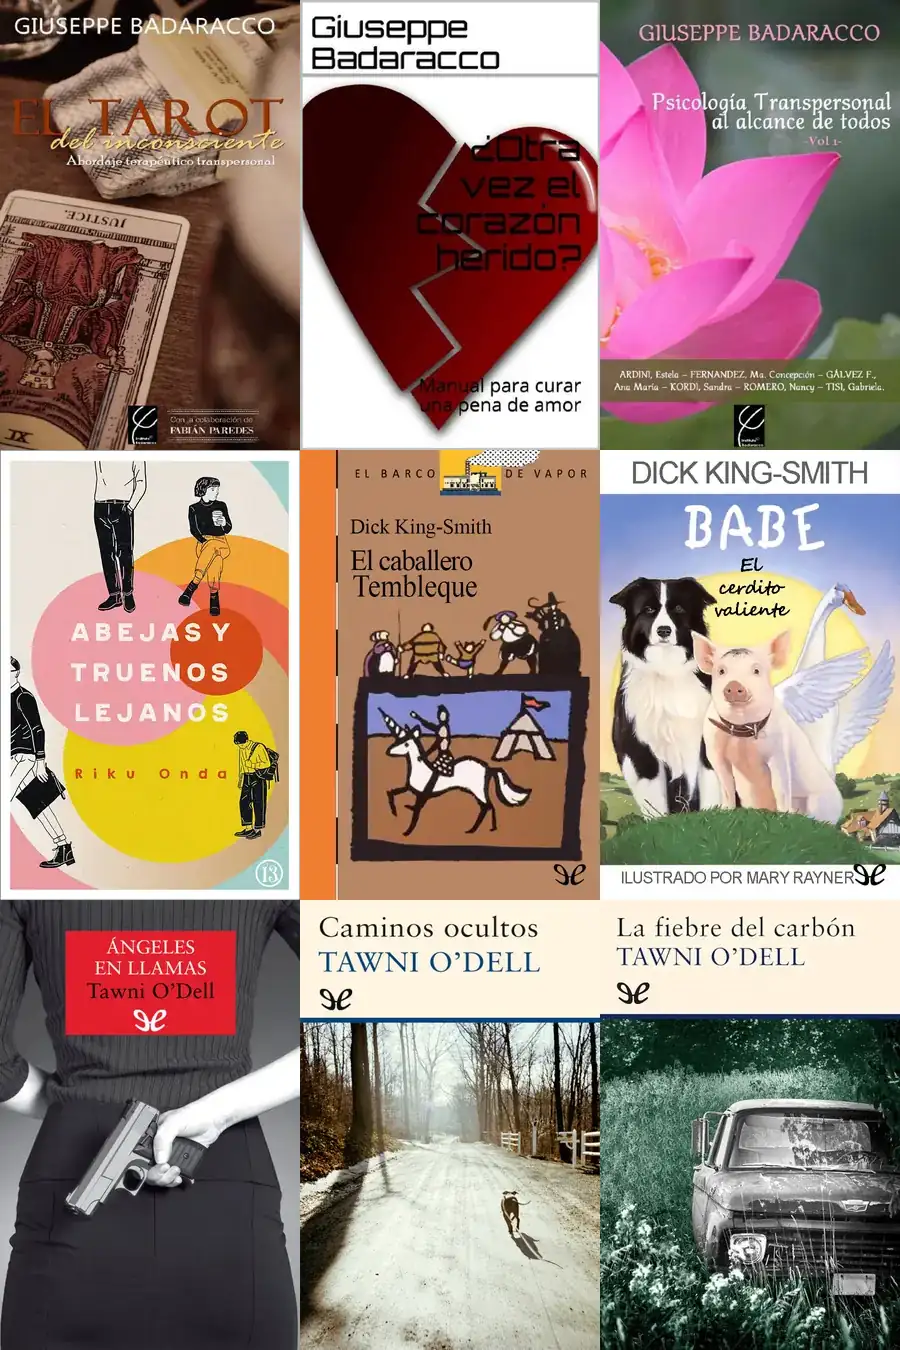 GIUSEPPE BADARACCO
EL TAROT
del inconsciente
Abordaje terapéutico transpersonal
JUSTICE.
XI
Con la colaboración de
FABIÁN PAREDES
Giuseppe
Badaracco
¿Otra
vez el
corazón
herido?
Manual para curar
una pena de amor
GIUSEPPE BADARACCO
Psicología Transpersonal
al alcance de todos
-Vol 1-
ARDINI, Estela – FERNANDEZ, Ma. Concepción – GÁLVEZ F.,
Ana María – KORDI, Sandra – ROMERO, Nancy – TISI, Gabriela.
ABEJAS Y
TRUENOS
LEJANOS
Riku Onda
13
EL BARCO DE VAPOR
Dick King-Smith
El caballero
Tembleque
DICK KING-SMITH
BABE
El
cerdito
valiente
ILUSTRADO POR MARY RAYNER
ÁNGELES
EN LLAMAS
Tawni O'Dell
Caminos ocultos
TAWNI O'DELL
La fiebre del carbón
TAWNI O'DELL